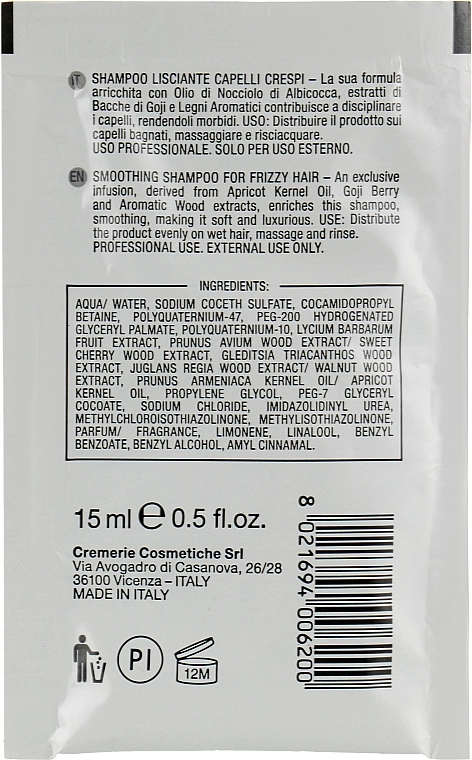 IT SHAMPOO LISCIANTE CAPELLI CRESPI – La sua formula
arricchita con Olio di Nocciolo di Albicocca, estratti di
Bacche di Goji e Legni Aromatici contribuisce a disciplinare
i capelli, rendendoli morbidi. USO: Distribuire il prodotto sui
capelli bagnati, massaggiare e risciacquare.
USO PROFESSIONALE. SOLO PER USO ESTERNO.
EN SMOOTHING SHAMPOO FOR FRIZZY HAIR – An exclusive
infusion, derived from Apricot Kernel Oil, Goji Berry
and Aromatic Wood extracts, enriches this shampoo,
smoothing, making it soft and luxurious. USE: Distribute
the product evenly on wet hair, massage and rinse.
PROFESSIONAL USE. EXTERNAL USE ONLY.
INGREDIENTS:
AQUA/ WATER, SODIUM COCETH SULFATE, COCAMIDOPROPYL
BETAINE, POLYQUATERNIUM-47, PEG-200 HYDROGENATED
GLYCERYL PALMATE, POLYQUATERNIUM-10, LYCIUM BARBARUM
FRUIT EXTRACT, PRUNUS AVIUM WOOD EXTRACT/ SWEET
CHERRY WOOD EXTRACT, GLEDITSIA TRIACANTHOS WOOD
EXTRACT, JUGLANS REGIA WOOD EXTRACT/ WALNUT WOOD
EXTRACT, PRUNUS ARMENIACA KERNEL OIL/ APRICOT
KERNEL OIL, PROPYLENE GLYCOL, PEG-7 GLYCERYL
COCOATE, SODIUM CHLORIDE, IMIDAZOLIDINYL UREA,
METHYLCHLOROISOTHIAZOLINONE, METHYLISOTHIAZOLINONE,
PARFUM/ FRAGRANCE, LIMONENE, LINALOOL, BENZYL
BENZOATE, BENZYL ALCOHOL, AMYL CINNAMAL.
15 ml ℮ 0.5 fl.oz.
Cremerie Cosmetiche Srl
Via Avogadro di Casanova, 26/28
36100 Vicenza – ITALY
MADE IN ITALY
PI
12M
8 021694 006200